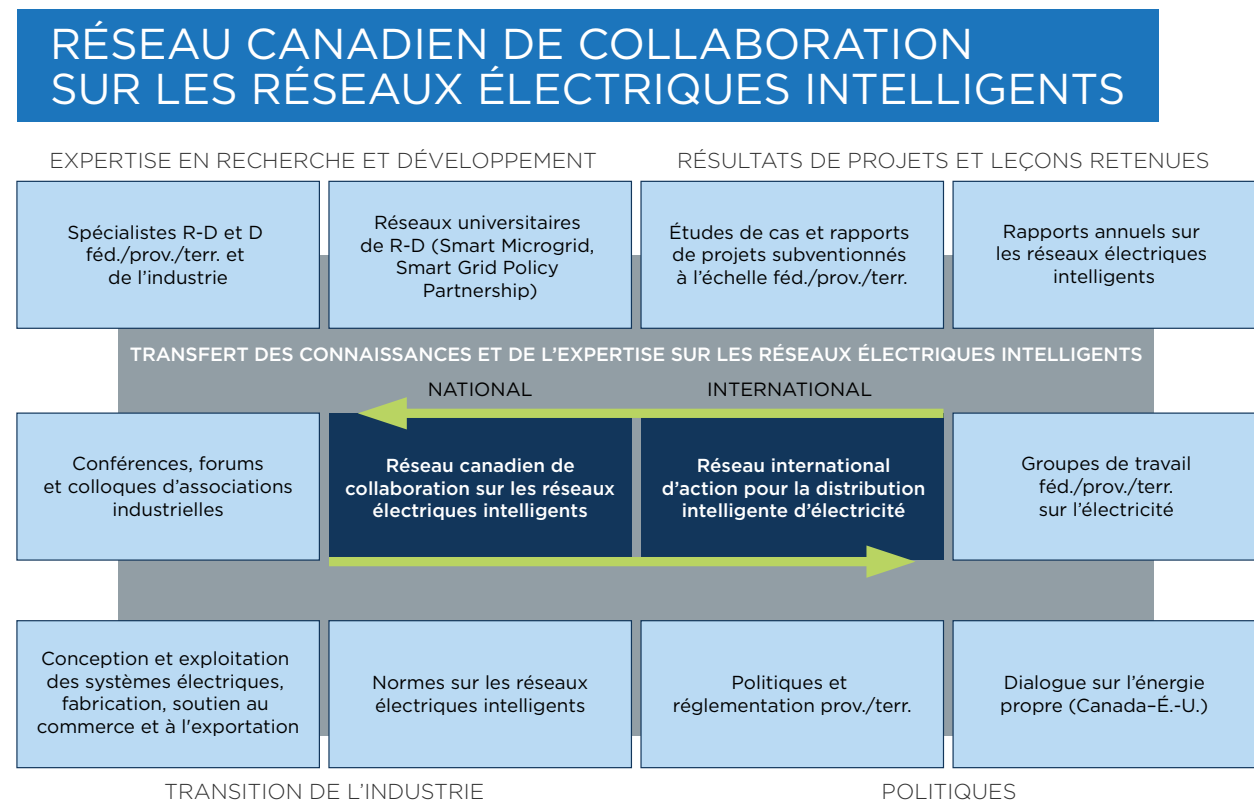 RÉSEAU CANADIEN DE COLLABORATION
SUR LES RÉSEAUX ÉLECTRIQUES INTELLIGENTS
EXPERTISE EN RECHERCHE ET DÉVELOPPEMENT
RÉSULTATS DE PROJETS ET LEÇONS RETENUES
Spécialistes R-D et D
féd./prov./terr. et
de l'industrie
Réseaux universitaires
de R-D (Smart Microgrid,
Smart Grid Policy
Partnership)
Études de cas et rapports
de projets subventionnés
à l'échelle féd./prov./terr.
Rapports annuels sur
les réseaux électriques
intelligents
TRANSFERT DES CONNAISSANCES ET DE L'EXPERTISE SUR LES RÉSEAUX ÉLECTRIQUES INTELLIGENTS
NATIONAL
INTERNATIONAL
Conférences, forums
et colloques d'associations
industrielles
Réseau canadien de
collaboration sur les réseaux
électriques intelligents
Réseau international
d'action pour la distribution
intelligente d'électricité
Groupes de travail
féd./prov./terr.
sur l'électricité
Conception et exploitation
des systèmes électriques,
fabrication, soutien au
commerce et à l'exportation
Normes sur les réseaux
électriques intelligents
Politiques et
réglementation prov./terr.
Dialogue sur l'énergie
propre (Canada–É.-U.)
TRANSITION DE L'INDUSTRIE
POLITIQUES